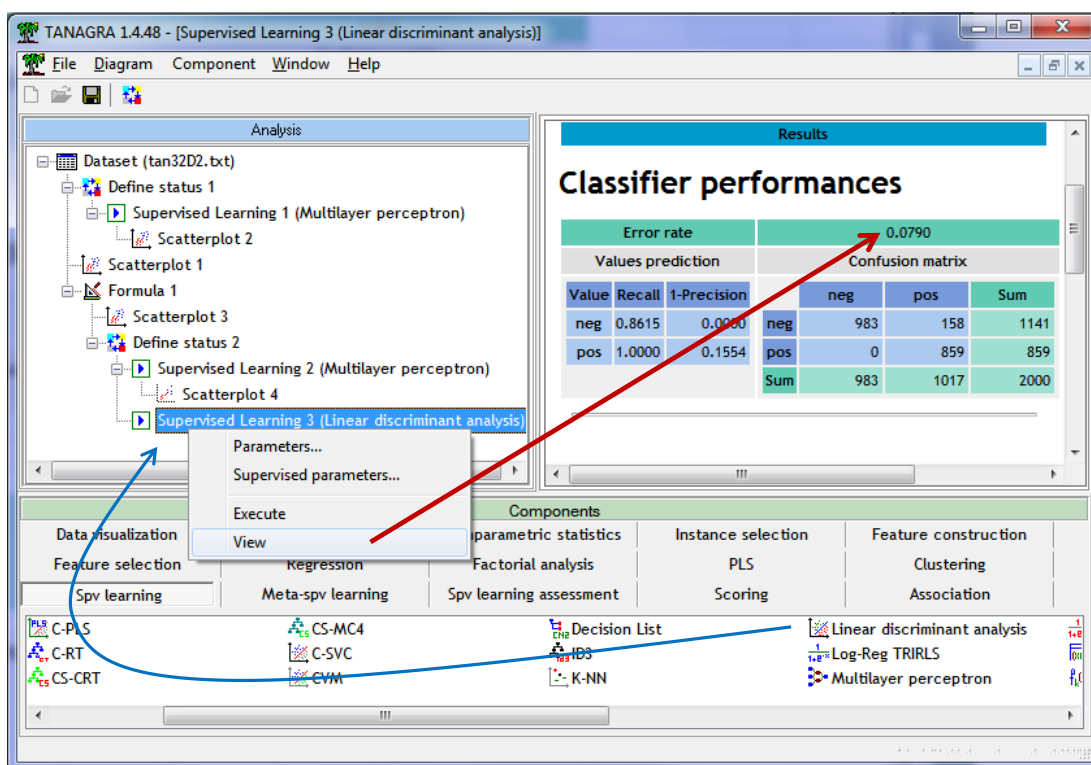 TANAGRA 1.4.48 - [Supervised Learning 3 (Linear discriminant analysis)]
File Diagram Component Window Help
Analysis
Dataset (tan32D2.txt)
Define status 1
Supervised Learning 1 (Multilayer perceptron)
Scatterplot 2
Scatterplot 1
Formula 1
Scatterplot 3
Define status 2
Supervised Learning 2 (Multilayer perceptron)
Scatterplot 4
Supervised Learning 3 (Linear discriminant analysis)
Parameters...
Supervised parameters...
Execute
View
Results
Classifier performances
Error rate 0.0790
Values prediction Confusion matrix
Value Recall 1-Precision neg pos Sum
neg 0.8615 0.0000 neg 983 158 1141
pos 1.0000 0.1554 pos 0 859 859
Sum 983 1017 2000
Components
Data visualization statistics Instance selection Feature construction
Feature selection Regression Factorial analysis PLS Clustering
Spv learning Meta-spv learning Spv learning assessment Scoring Association
C-PLS CS-MC4 Decision List Linear discriminant analysis
C-RT C-SVC ID3 Log-Reg TRIRLS
CS-CRT CVM K-NN Multilayer perceptron